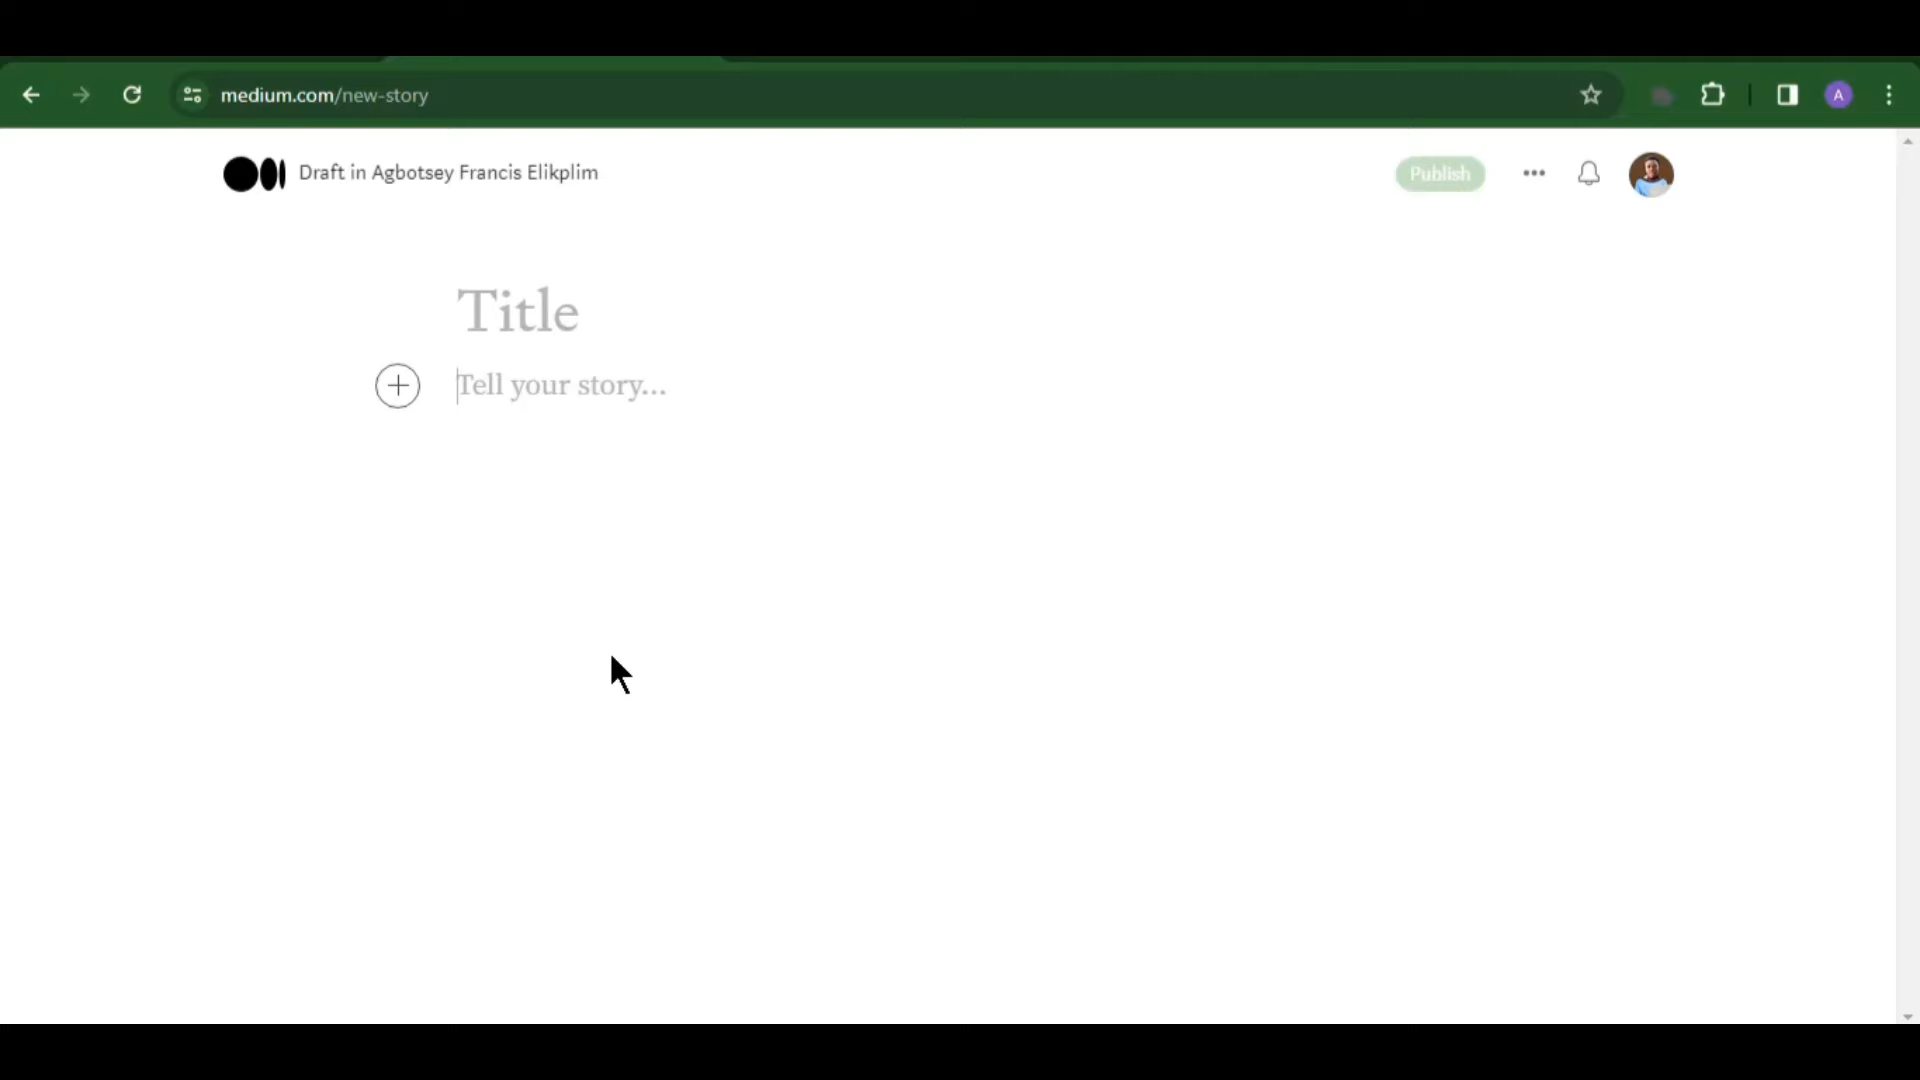 medium.com/new-story
A
Draft in Agbotsey Francis Elikplim
Publish
Title
Tell your story...